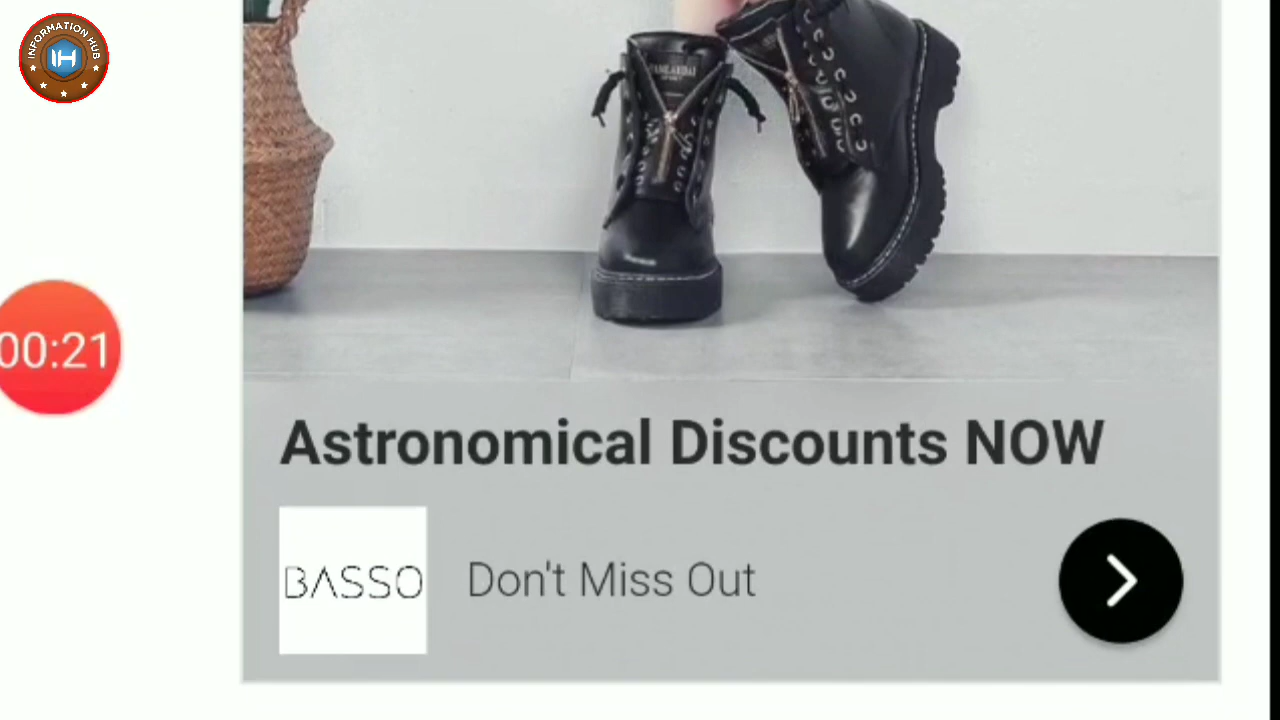 INFORMATION HUB
IH
00:21
Astronomical Discounts NOW
BASSO
Don't Miss Out